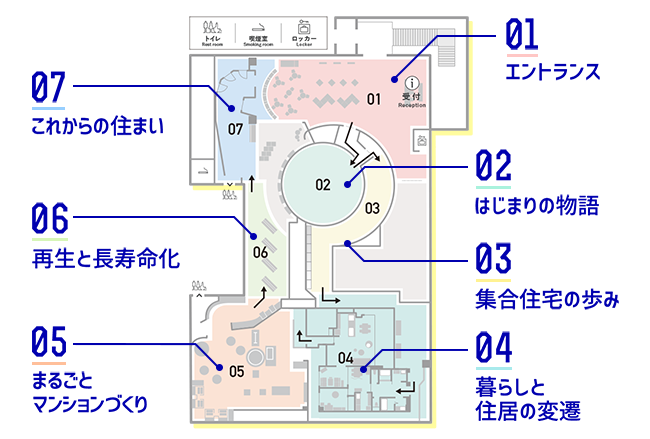 トイレ
Rest room
喫煙室
Smoking room
ロッカー
Locker
01
エントランス
受付
Reception
01
07
これからの住まい
07
02
はじまりの物語
02
03
06
再生と長寿命化
06
03
集合住宅の歩み
05
まるごと
マンションづくり
05
04
04
暮らしと
住居の変遷